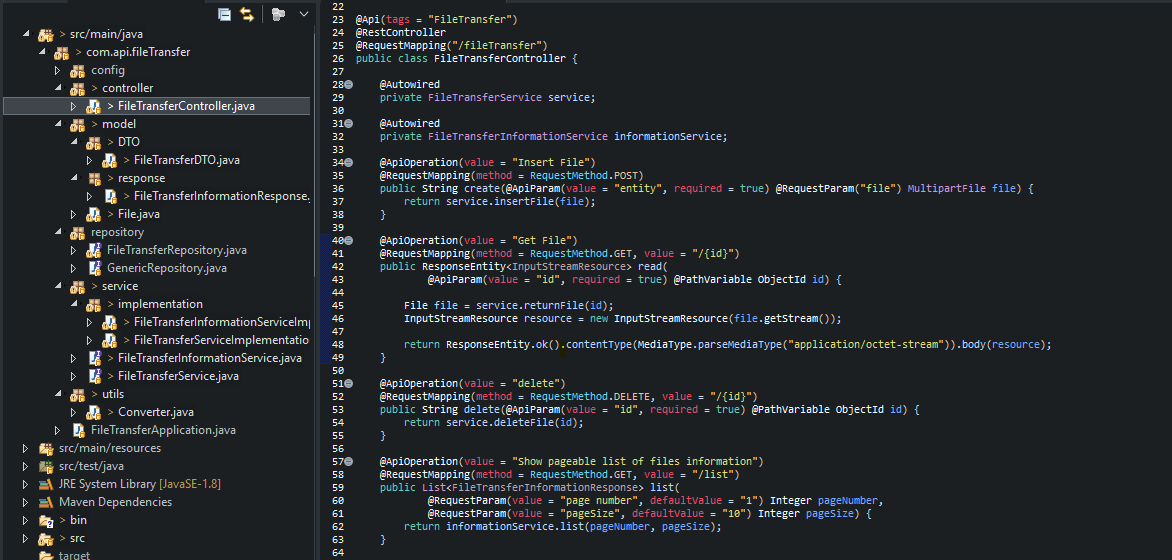 > src/main/java
> com.api.fileTransfer
config
> controller
> FileTransferController.java
> model
> DTO
> FileTransferDTO.java
> response
> FileTransferInformationResponse.
> File.java
repository
FileTransferRepository.java
GenericRepository.java
> service
> implementation
> FileTransferInformationServiceImp
> FileTransferServiceImplementatio
> FileTransferInformationService.java
> FileTransferService.java
> utils
> Converter.java
FileTransferApplication.java
src/main/resources
src/test/java
JRE System Library [JavaSE-1.8]
Maven Dependencies
> bin
> src
target
22
23 @Api(tags = "FileTransfer")
24 @RestController
25 @RequestMapping("/fileTransfer")
26 public class FileTransferController {
27
28 @Autowired
29 private FileTransferService service;
30
31 @Autowired
32 private FileTransferInformationService informationService;
33
34 @ApiOperation(value = "Insert File")
35 @RequestMapping(method = RequestMethod.POST)
36 public String create(@ApiParam(value = "entity", required = true) @RequestParam("file") MultipartFile file) {
37 return service.insertFile(file);
38 }
39
40 @ApiOperation(value = "Get File")
41 @RequestMapping(method = RequestMethod.GET, value = "/{id}")
42 public ResponseEntity<InputStreamResource> read(
43 @ApiParam(value = "id", required = true) @PathVariable ObjectId id) {
44
45 File file = service.returnFile(id);
46 InputStreamResource resource = new InputStreamResource(file.getStream());
47
48 return ResponseEntity.ok().contentType(MediaType.parseMediaType("application/octet-stream")).body(resource);
49 }
50
51 @ApiOperation(value = "delete")
52 @RequestMapping(method = RequestMethod.DELETE, value = "/{id}")
53 public String delete(@ApiParam(value = "id", required = true) @PathVariable ObjectId id) {
54 return service.deleteFile(id);
55 }
56
57 @ApiOperation(value = "Show pageable list of files information")
58 @RequestMapping(method = RequestMethod.GET, value = "/list")
59 public List<FileTransferInformationResponse> list(
60 @RequestParam(value = "page number", defaultValue = "1") Integer pageNumber,
61 @RequestParam(value = "pageSize", defaultValue = "10") Integer pageSize) {
62 return informationService.list(pageNumber, pageSize);
63 }
64